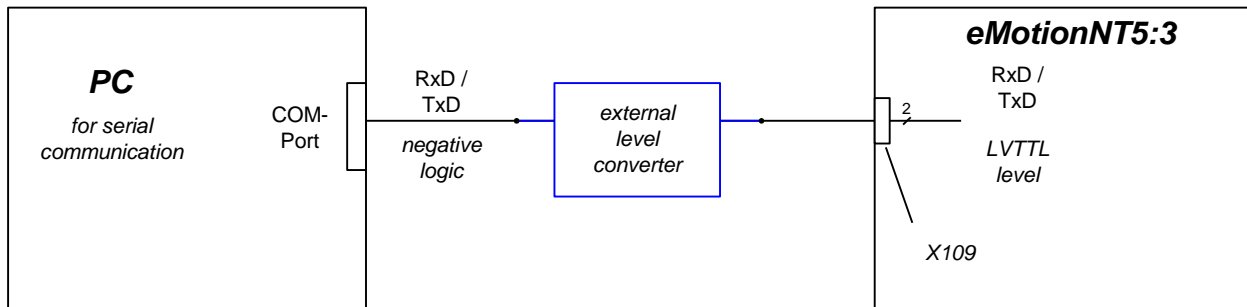 PC
for serial
communication
COM-
Port
RxD /
TxD
negative
logic
external
level
converter
eMotionNT5:3
RxD /
TxD
2
LVTTL
level
X109